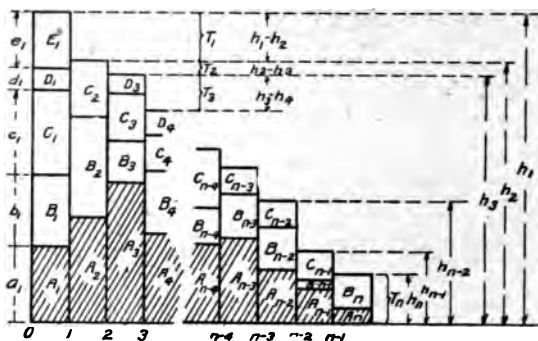 e₁ E₁ T₁ h₁-h₂
d₁ D₁ C₂ D₃ T₂ h₂-h₃
c₁ C₁ C₃ D₄ T₃ h₃-h₄
b₁ B₁ B₂ B₃ B₄ C₄ Cn-4 Cn-3 Cn-2 h₃ h₂ h₁
Bn-4 Bn-3 Bn-2 Cn-1 hn-2
a₁ A₁ A₂ A₃ A₄ An-4 An-3 An-2 An-1 Bn Tn hn hn-1
0 1 2 3 n-4 n-3 n-2 n-1